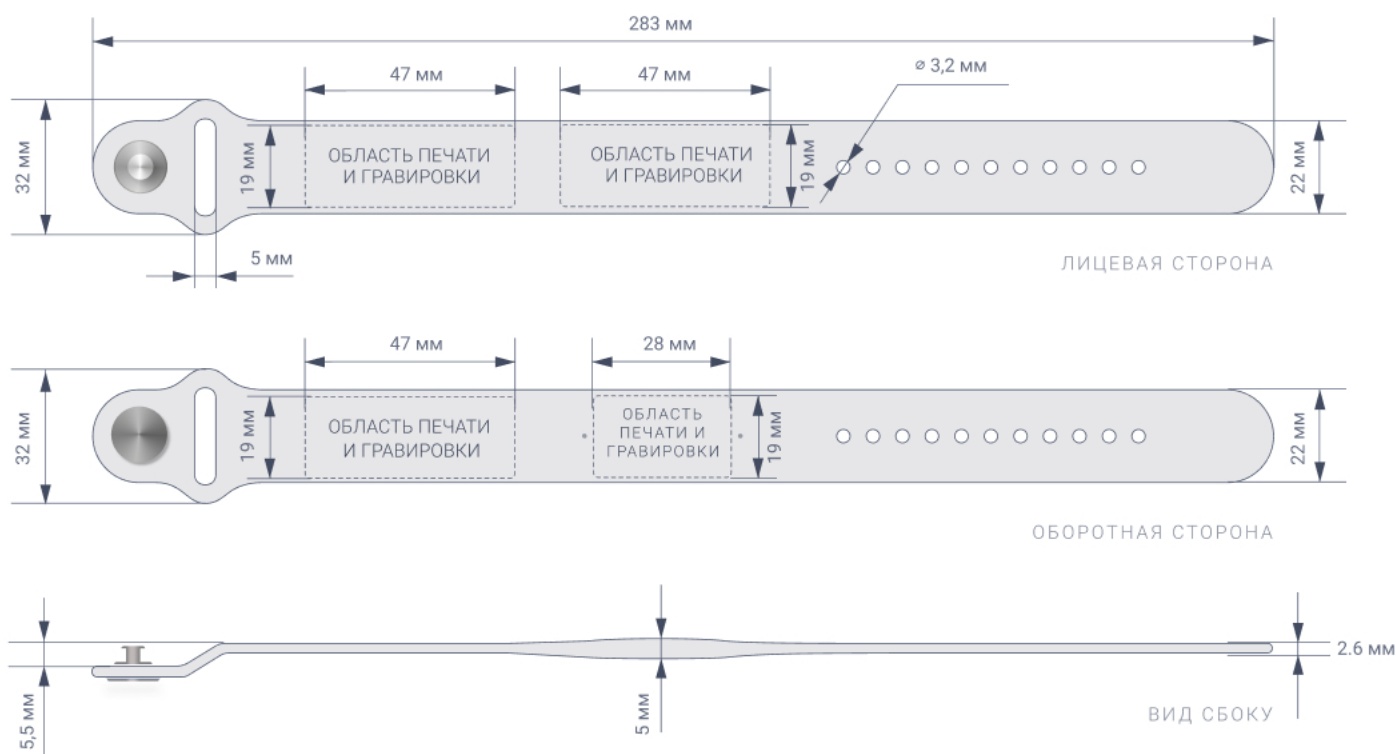 283 мм
47 мм
47 мм
⌀ 3,2 мм
32 мм
19 мм
ОБЛАСТЬ ПЕЧАТИ
И ГРАВИРОВКИ
ОБЛАСТЬ ПЕЧАТИ
И ГРАВИРОВКИ
19 мм
22 мм
5 мм
ЛИЦЕВАЯ СТОРОНА
47 мм
28 мм
32 мм
19 мм
ОБЛАСТЬ ПЕЧАТИ
И ГРАВИРОВКИ
ОБЛАСТЬ
ПЕЧАТИ И
ГРАВИРОВКИ
19 мм
22 мм
ОБОРОТНАЯ СТОРОНА
5,5 мм
5 мм
2.6 мм
ВИД СБОКУ